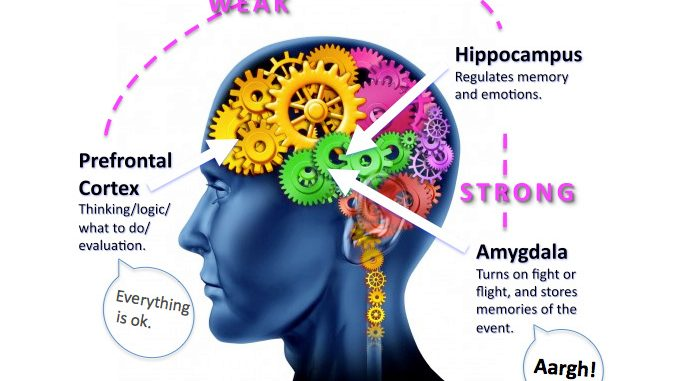 WEAK
Hippocampus
Regulates memory
and emotions.
Prefrontal
Cortex
Thinking/logic/
what to do/
evaluation.
STRONG
Amygdala
Turns on fight or
flight, and stores
memories of the
event.
Everything
is ok.
Aargh!